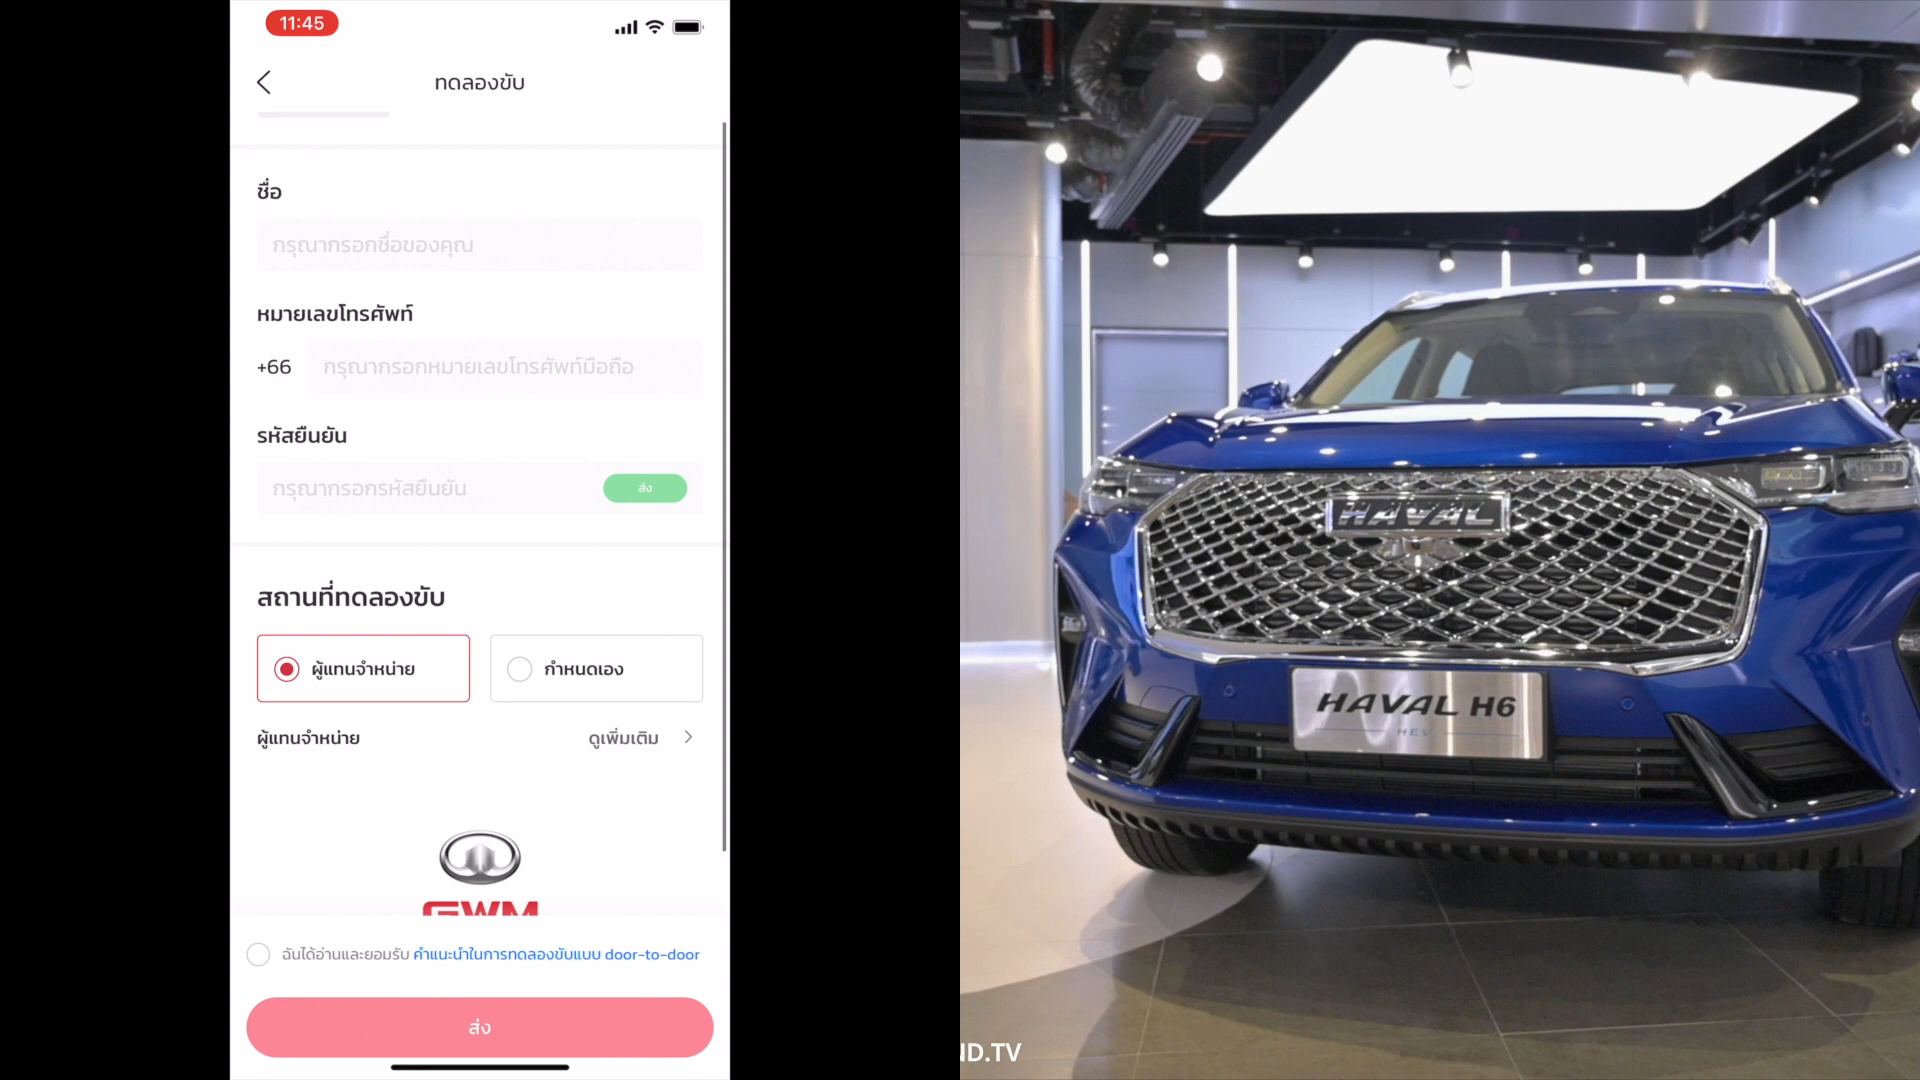 11:45
ทดลองขับ
ชื่อ
กรุณากรอกชื่อของคุณ
หมายเลขโทรศัพท์
+66 กรุณากรอกหมายเลขโทรศัพท์มือถือ
รหัสยืนยัน
กรุณากรอกรหัสยืนยัน ส่ง
สถานที่ทดลองขับ
ผู้แทนจำหน่าย กำหนดเอง
ผู้แทนจำหน่าย ดูเพิ่มเติม
GWM
ฉันได้อ่านและยอมรับ คำแนะนำในการทดลองขับแบบ door-to-door
ส่ง
HAVAL
HAVAL H6
HEV
ND.TV